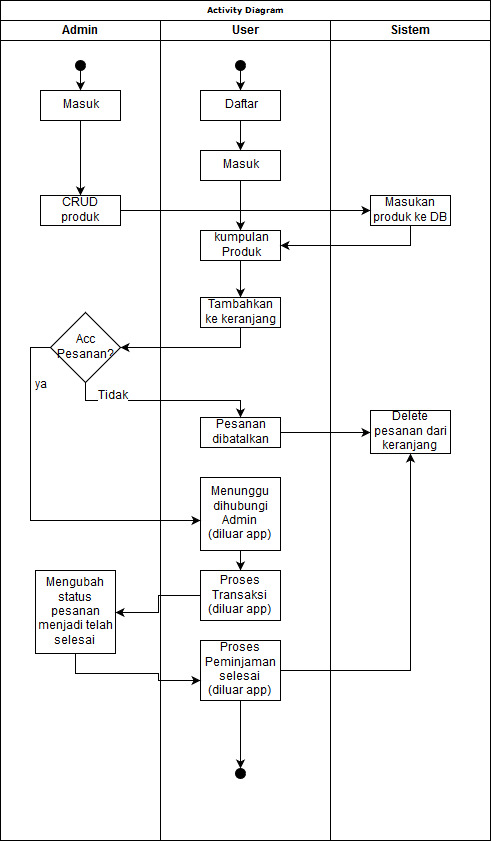 Activity Diagram
Admin
User
Sistem
Masuk
Daftar
Masuk
CRUD
produk
Masukan
produk ke DB
kumpulan
Produk
Tambahkan
ke keranjang
Acc
Pesanan?
ya
Tidak
Pesanan
dibatalkan
Delete
pesanan dari
keranjang
Menunggu
dihubungi
Admin
(diluar app)
Proses
Transaksi
(diluar app)
Mengubah
status
pesanan
menjadi telah
selesai
Proses
Peminjaman
selesai
(diluar app)